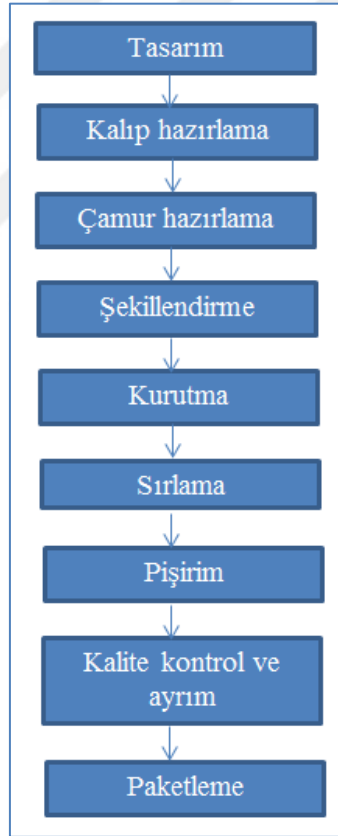 Tasarım
Kalıp hazırlama
Çamur hazırlama
Şekillendirme
Kurutma
Sırlama
Pişirim
Kalite kontrol ve
ayrım
Paketleme